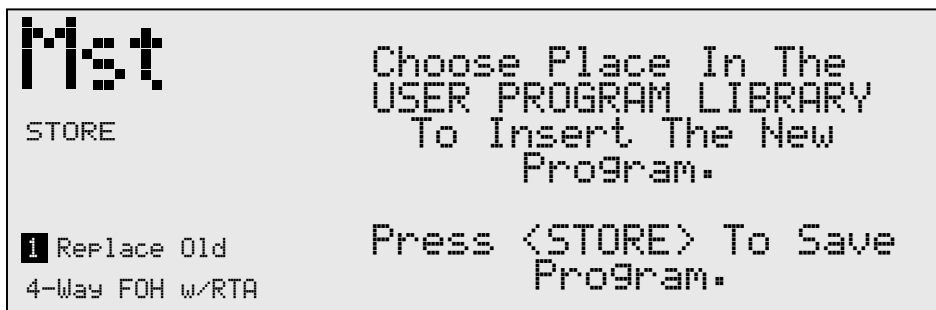 Mst
STORE
1 Replace Old
4-Way FOH w/RTA
Choose Place In The
USER PROGRAM LIBRARY
To Insert The New
Program.
Press <STORE> To Save
Program.